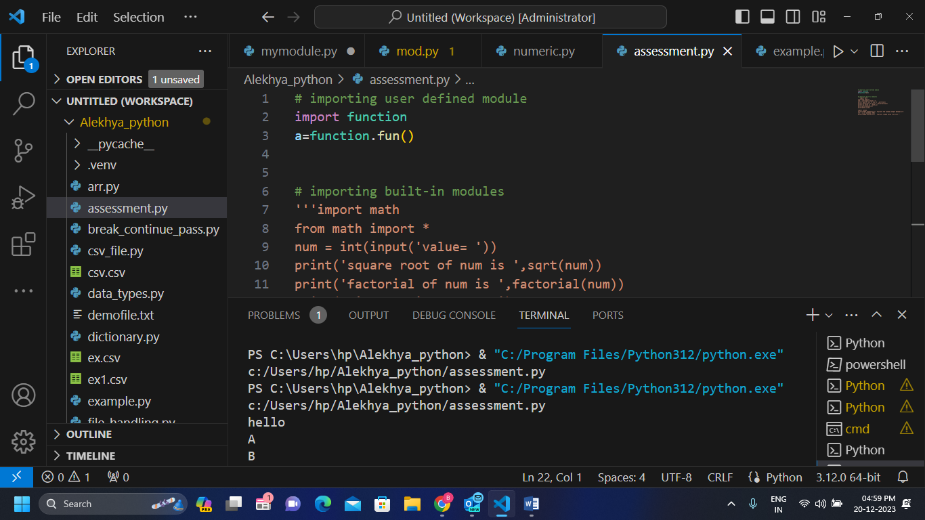 File Edit Selection ··· Untitled (Workspace) [Administrator]
EXPLORER ···
OPEN EDITORS 1 unsaved
UNTITLED (WORKSPACE)
Alekhya_python
__pycache__
.venv
arr.py
assessment.py
break_continue_pass.py
csv_file.py
csv.csv
data_types.py
demofile.txt
dictionary.py
ex.csv
ex1.csv
example.py
file_handling.py
OUTLINE
TIMELINE
1
mymodule.py mod.py 1 numeric.py assessment.py example.
Alekhya_python > assessment.py > ...
1 # importing user defined module
2 import function
3 a=function.fun()
4
5
6 # importing built-in modules
7 '''import math
8 from math import *
9 num = int(input('value= '))
10 print('square root of num is ',sqrt(num))
11 print('factorial of num is ',factorial(num))
PROBLEMS 1 OUTPUT DEBUG CONSOLE TERMINAL PORTS
PS C:\Users\hp\Alekhya_python> & "C:/Program Files/Python312/python.exe"
c:/Users/hp/Alekhya_python/assessment.py
PS C:\Users\hp\Alekhya_python> & "C:/Program Files/Python312/python.exe"
c:/Users/hp/Alekhya_python/assessment.py
hello
A
B
Python
powershell
Python
Python
cmd
Python
0 1 0 Ln 22, Col 1 Spaces: 4 UTF-8 CRLF Python 3.12.0 64-bit
Search ENG IN 04:59 PM 20-12-2023